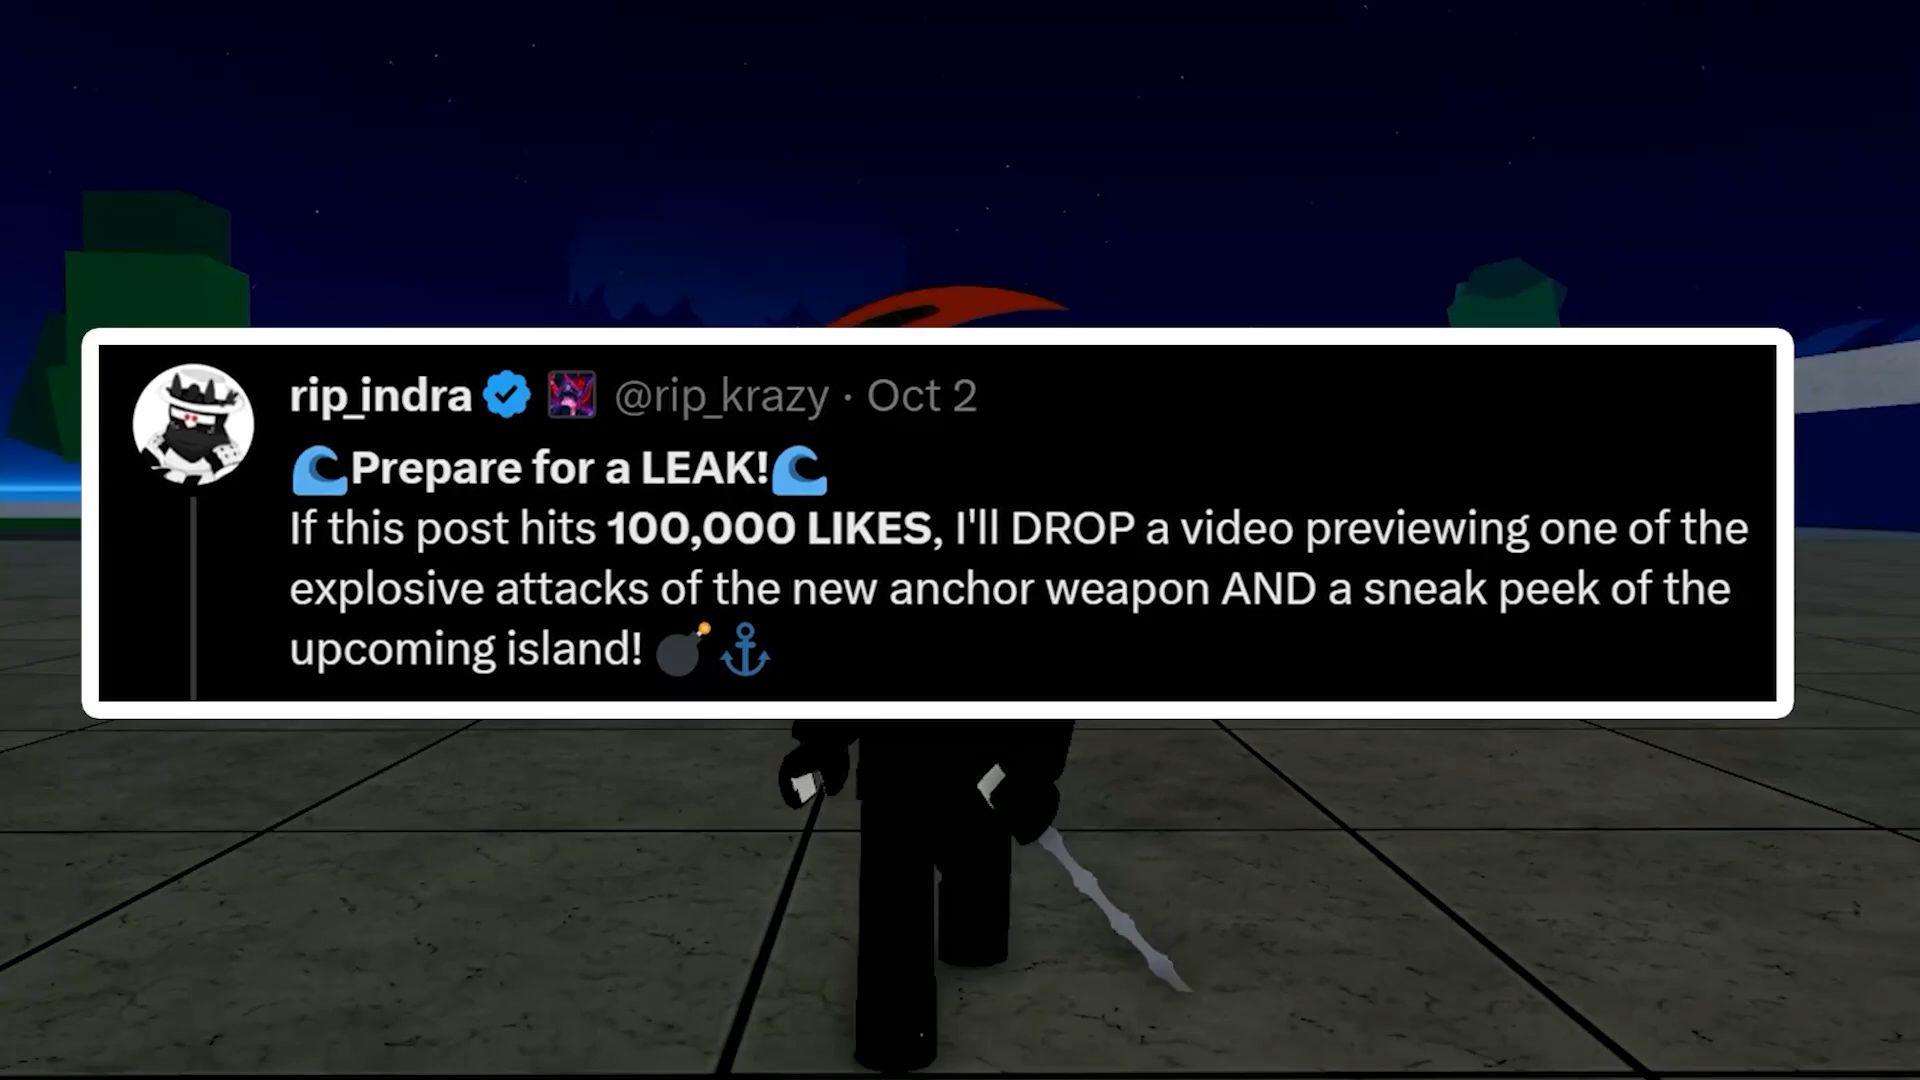 rip_indra @rip_krazy · Oct 2
🌊Prepare for a LEAK!🌊
If this post hits 100,000 LIKES, I'll DROP a video previewing one of the
explosive attacks of the new anchor weapon AND a sneak peek of the
upcoming island! 💣 ⚓